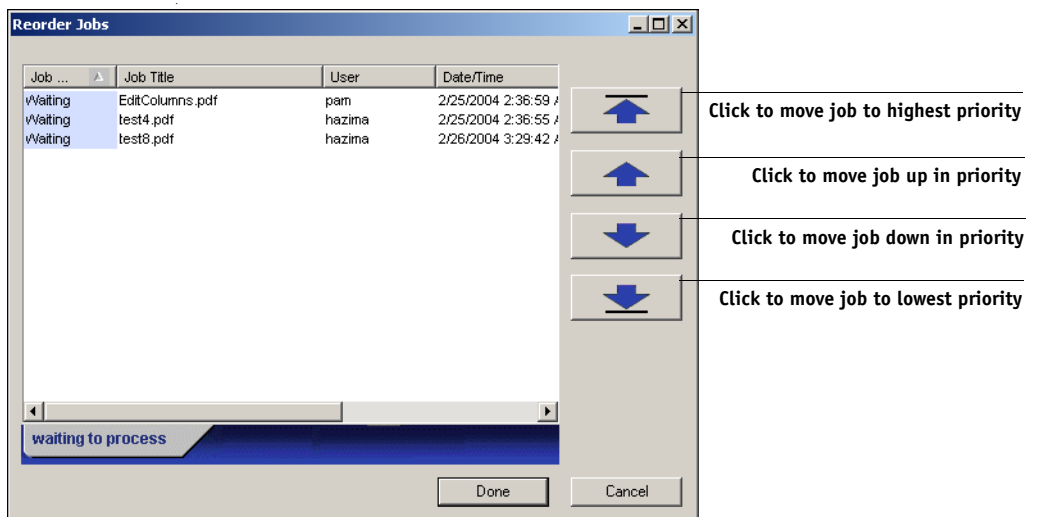 Reorder Jobs
Job ... Job Title User Date/Time
Waiting EditColumns.pdf pam 2/25/2004 2:36:59 A
Waiting test4.pdf hazima 2/25/2004 2:36:55 A
Waiting test8.pdf hazima 2/26/2004 3:29:42 A
Click to move job to highest priority
Click to move job up in priority
Click to move job down in priority
Click to move job to lowest priority
waiting to process
Done Cancel